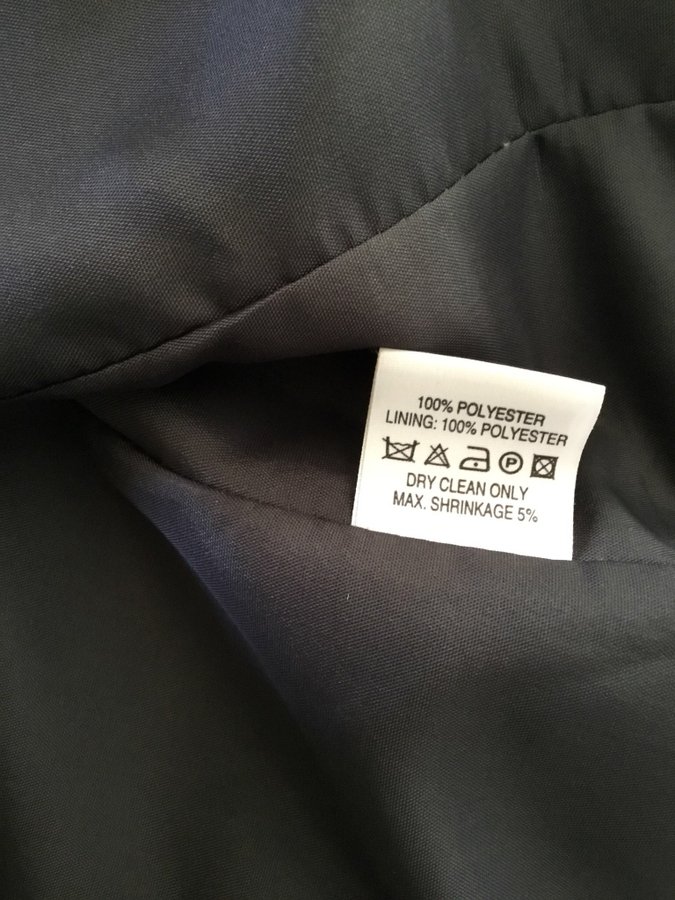 100% POLYESTER
LINING: 100% POLYESTER
P
DRY CLEAN ONLY
MAX. SHRINKAGE 5%